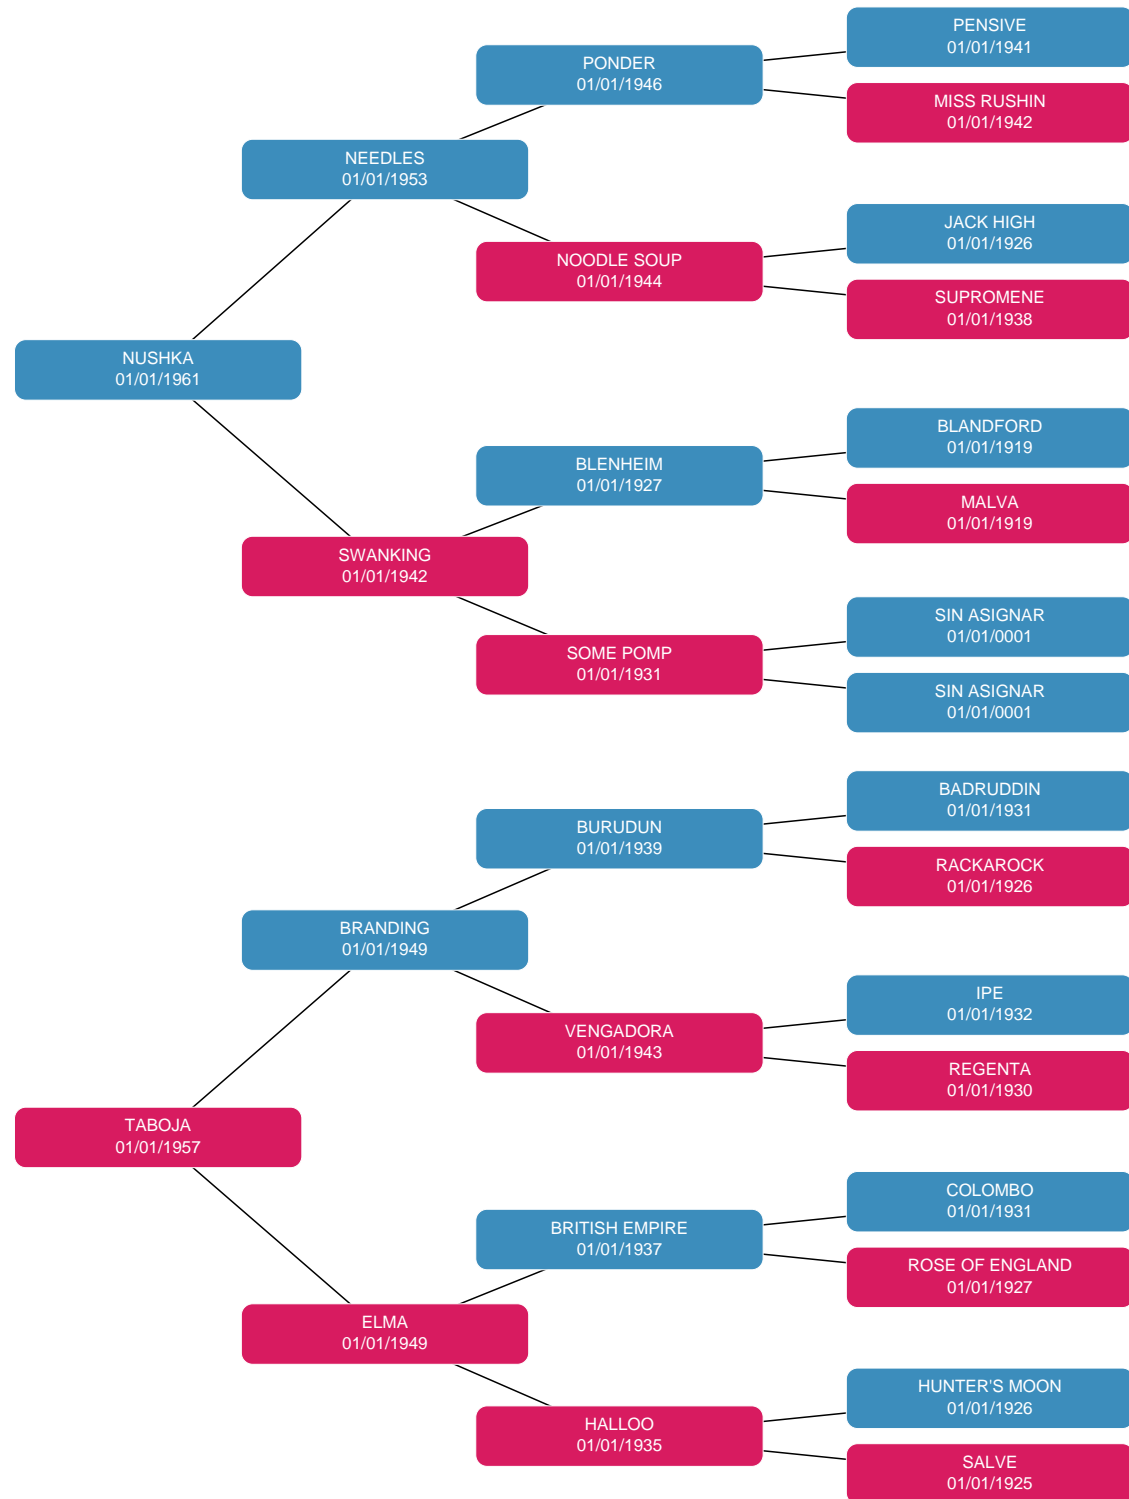 PENSIVE
01/01/1941
PONDER
01/01/1946
MISS RUSHIN
01/01/1942
NEEDLES
01/01/1953
JACK HIGH
01/01/1926
NOODLE SOUP
01/01/1944
SUPROMENE
01/01/1938
NUSHKA
01/01/1961
BLANDFORD
01/01/1919
BLENHEIM
01/01/1927
MALVA
01/01/1919
SWANKING
01/01/1942
SIN ASIGNAR
01/01/0001
SOME POMP
01/01/1931
SIN ASIGNAR
01/01/0001
BADRUDDIN
01/01/1931
BURUDUN
01/01/1939
RACKAROCK
01/01/1926
BRANDING
01/01/1949
IPE
01/01/1932
VENGADORA
01/01/1943
REGENTA
01/01/1930
TABOJA
01/01/1957
COLOMBO
01/01/1931
BRITISH EMPIRE
01/01/1937
ROSE OF ENGLAND
01/01/1927
ELMA
01/01/1949
HUNTER'S MOON
01/01/1926
HALLOO
01/01/1935
SALVE
01/01/1925